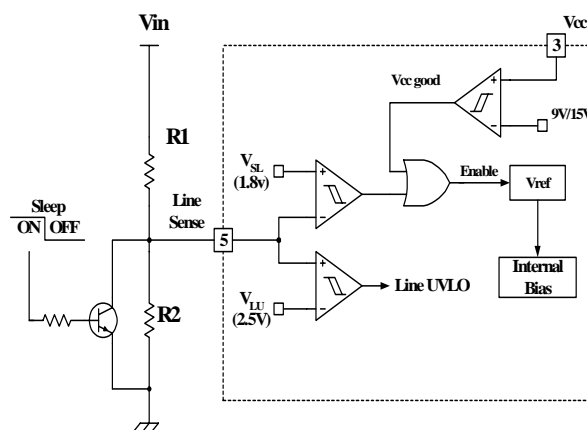 Vin
Vcc
3
Vcc good
+
−
9V/15V
R1
V_SL
(1.8v)
+
−
Enable
Vref
Sleep
ON OFF
Line
Sense
5
Internal
Bias
R2
V_LU
(2.5V)
+
−
Line UVLO